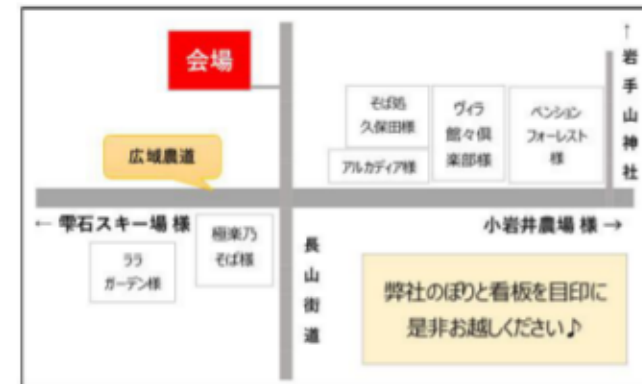 会場
↑
岩手山神社
そば処
久保田様
ヴィラ
館々倶
楽部様
ペンション
フォーレスト
様
アルカディア様
広域農道
← 雫石スキー場 様
小岩井農場 様 →
極楽乃
そば様
ララ
ガーデン様
長山街道
弊社のぼりと看板を目印に
是非お越しください♪